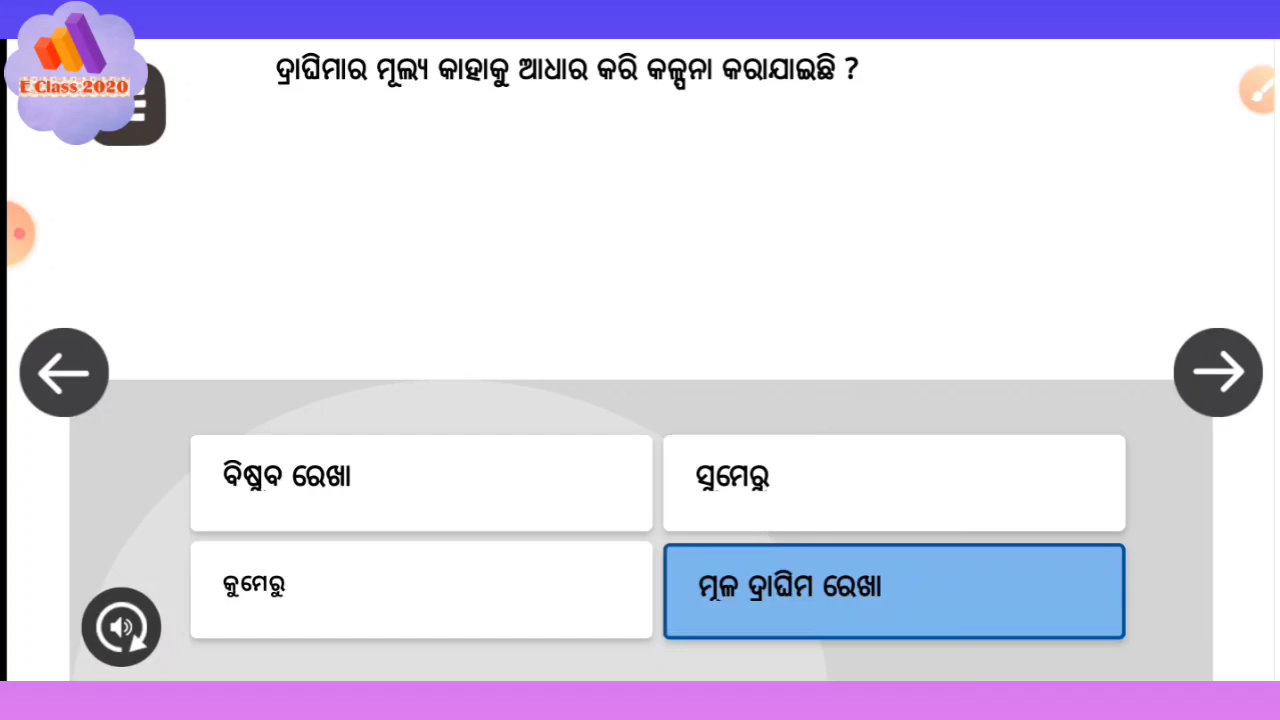 E Class 2020
ଦ୍ରାଘିମାର ମୂଲ୍ୟ କାହାକୁ ଆଧାର କରି କଳ୍ପନା କରାଯାଇଛି ?
ବିଷୁବ ରେଖା
ସୁମେରୁ
କୁମେରୁ
ମୂଳ ଦ୍ରାଘିମ ରେଖା